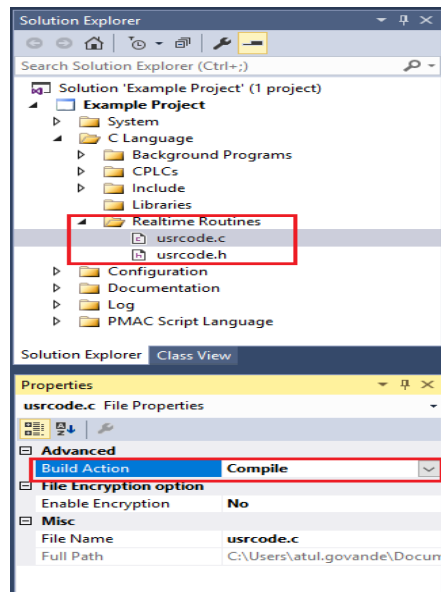 Solution Explorer
Search Solution Explorer (Ctrl+;)
Solution 'Example Project' (1 project)
Example Project
System
C Language
Background Programs
CPLCs
Include
Libraries
Realtime Routines
usrcode.c
usrcode.h
Configuration
Documentation
Log
PMAC Script Language
Solution Explorer Class View
Properties
usrcode.c File Properties
Advanced
Build Action Compile
File Encryption option
Enable Encryption No
Misc
File Name usrcode.c
Full Path C:\Users\atul.govande\Docum